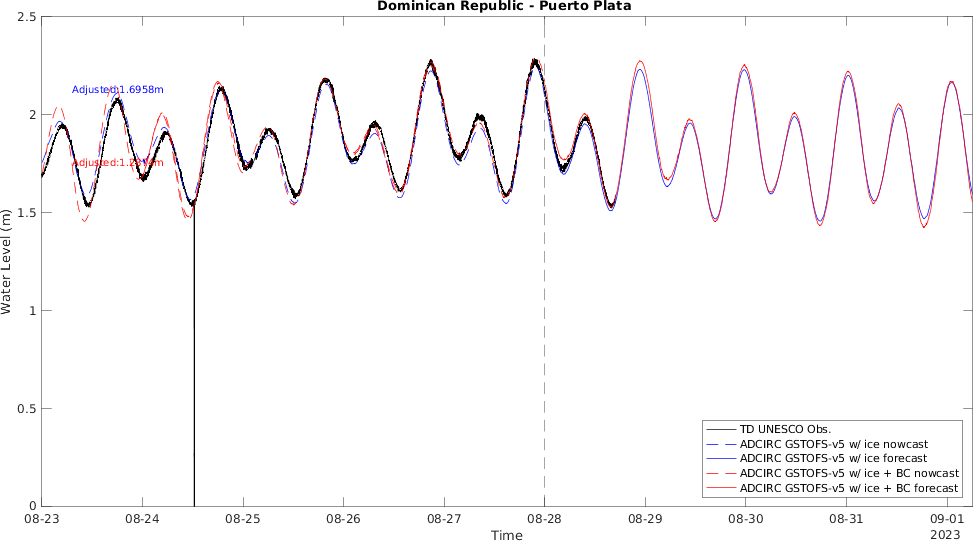 Dominican Republic - Puerto Plata
2.5
2
1.5
1
0.5
0
Water Level (m)
Adjusted:1.6958m
08-23
08-24
08-25
08-26
08-27
08-28
08-29
08-30
08-31
09-01
2023
Time
TD UNESCO Obs.
ADCIRC GSTOFS-v5 w/ ice nowcast
ADCIRC GSTOFS-v5 w/ ice forecast
ADCIRC GSTOFS-v5 w/ ice + BC nowcast
ADCIRC GSTOFS-v5 w/ ice + BC forecast